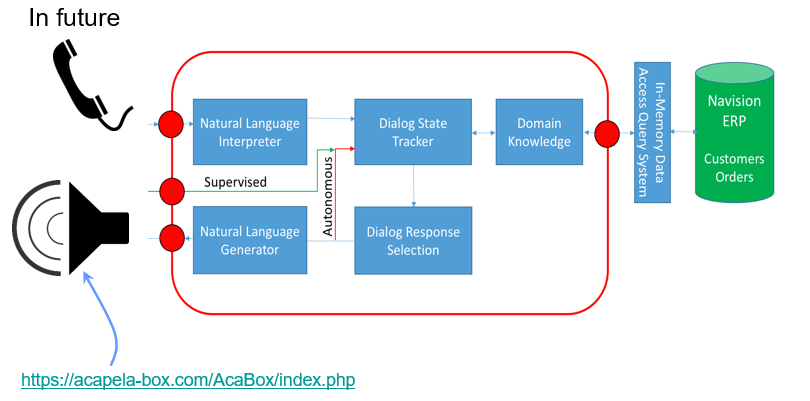 In future
Natural Language
Interpreter
Dialog State
Tracker
Domain
Knowledge
In-Memory Data
Access Query System
Navision
ERP
Customers
Orders
Supervised
Autonomous
Natural Language
Generator
Dialog Response
Selection
https://acapela-box.com/AcaBox/index.php